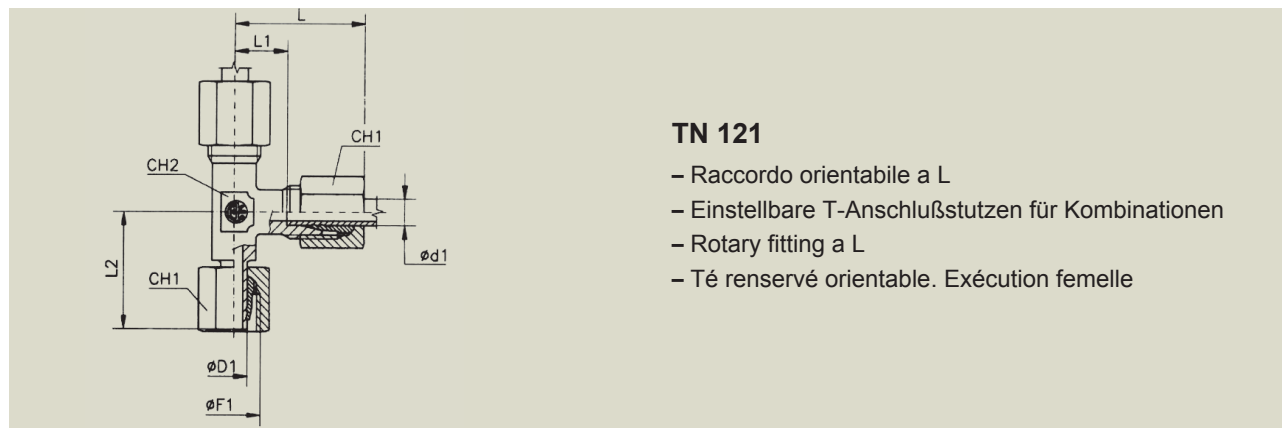 L
L1
CH1
CH2
L2
ød1
CH1
øD1
øF1
TN 121
– Raccordo orientabile a L
– Einstellbare T-Anschlußstutzen für Kombinationen
– Rotary fitting a L
– Té renservé orientable. Exécution femelle